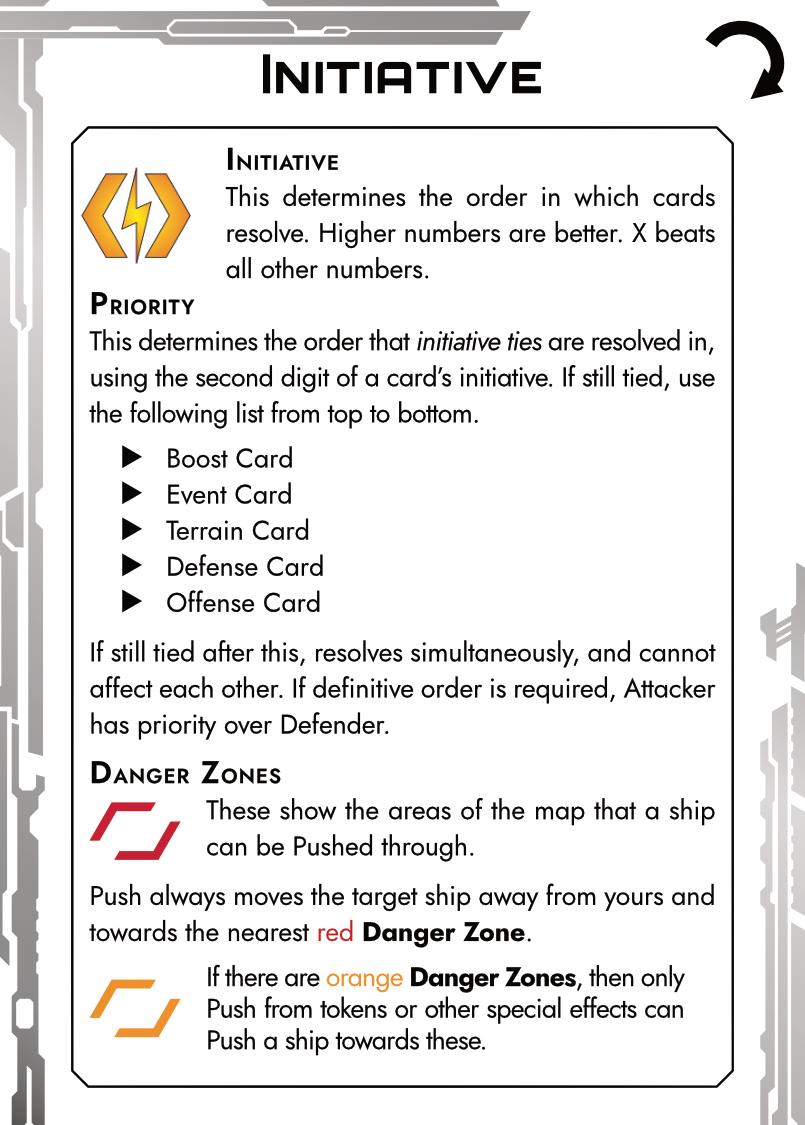 INITIATIVE
INITIATIVE
This determines the order in which cards
resolve. Higher numbers are better. X beats
all other numbers.
PRIORITY
This determines the order that initiative ties are resolved in,
using the second digit of a card's initiative. If still tied, use
the following list from top to bottom.
▶ Boost Card
▶ Event Card
▶ Terrain Card
▶ Defense Card
▶ Offense Card
If still tied after this, resolves simultaneously, and cannot
affect each other. If definitive order is required, Attacker
has priority over Defender.
DANGER ZONES
These show the areas of the map that a ship
can be Pushed through.
Push always moves the target ship away from yours and
towards the nearest red Danger Zone.
If there are orange Danger Zones, then only
Push from tokens or other special effects can
Push a ship towards these.